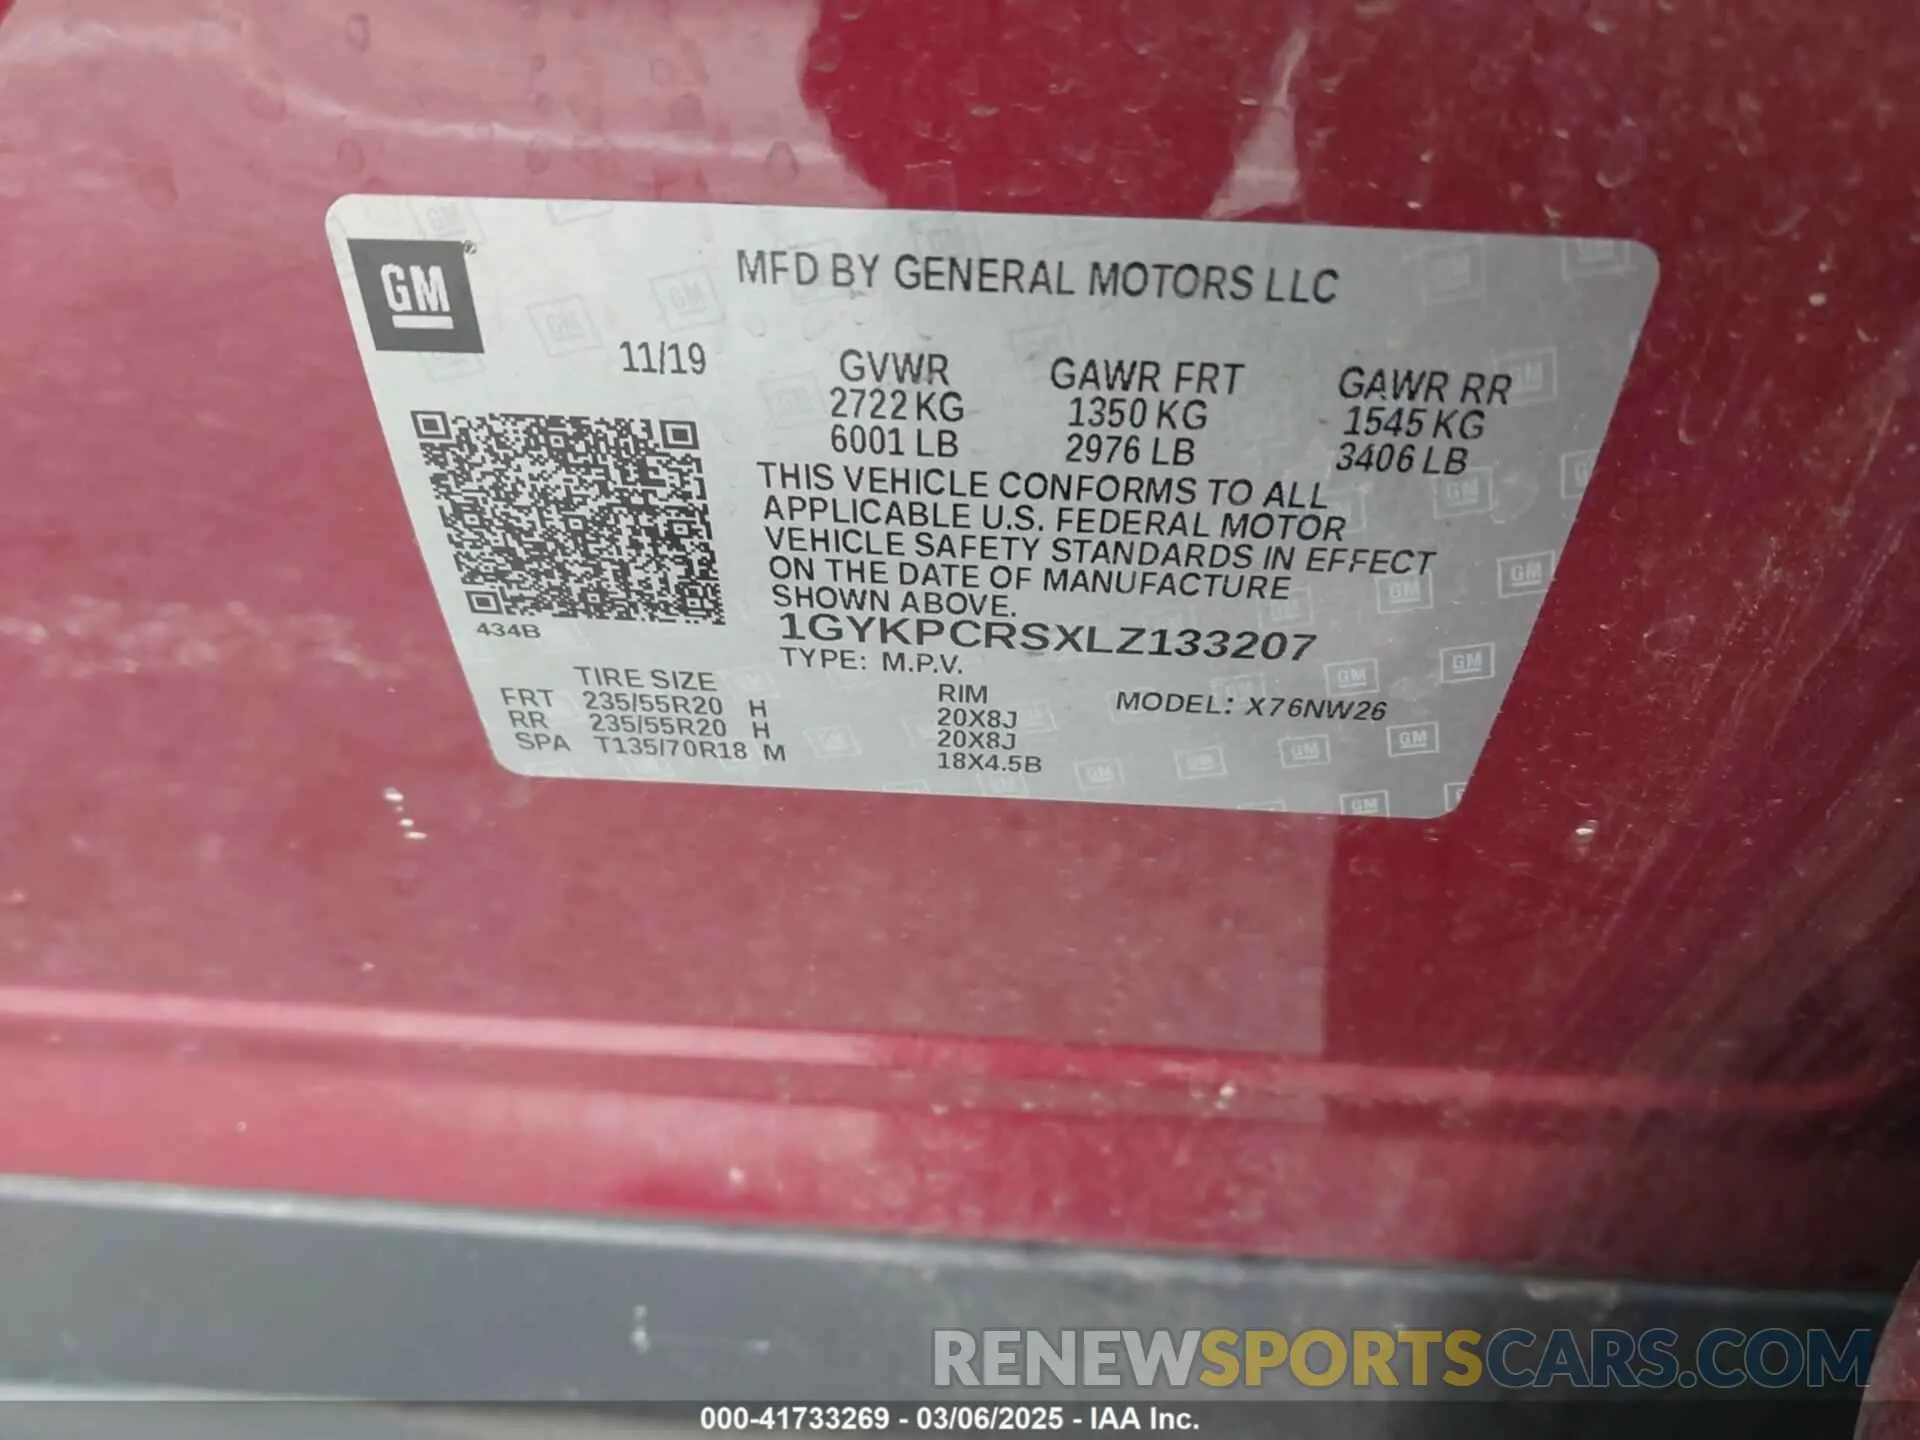 GM®
MFD BY GENERAL MOTORS LLC
11/19
GVWR GAWR FRT GAWR RR
2722 KG 1350 KG 1545 KG
6001 LB 2976 LB 3406 LB
THIS VEHICLE CONFORMS TO ALL
APPLICABLE U.S. FEDERAL MOTOR
VEHICLE SAFETY STANDARDS IN EFFECT
ON THE DATE OF MANUFACTURE
SHOWN ABOVE.
434B
1GYKPCRSXLZ133207
TYPE: M.P.V.
TIRE SIZE RIM MODEL: X76NW26
FRT 235/55R20 H 20X8J
RR 235/55R20 H 20X8J
SPA T135/70R18 M 18X4.5B
RENEWSPORTSCARS.COM
000-41733269 - 03/06/2025 - IAA Inc.